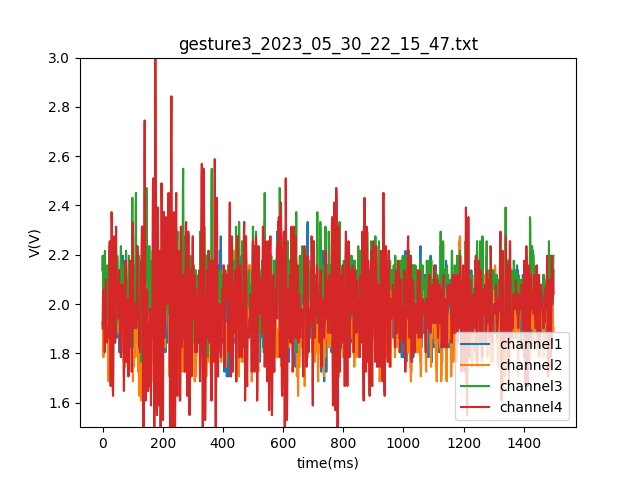 gesture3_2023_05_30_22_15_47.txt
3.0
2.8
2.6
2.4
2.2
2.0
1.8
1.6
V(V)
channel1
channel2
channel3
channel4
0 200 400 600 800 1000 1200 1400
time(ms)